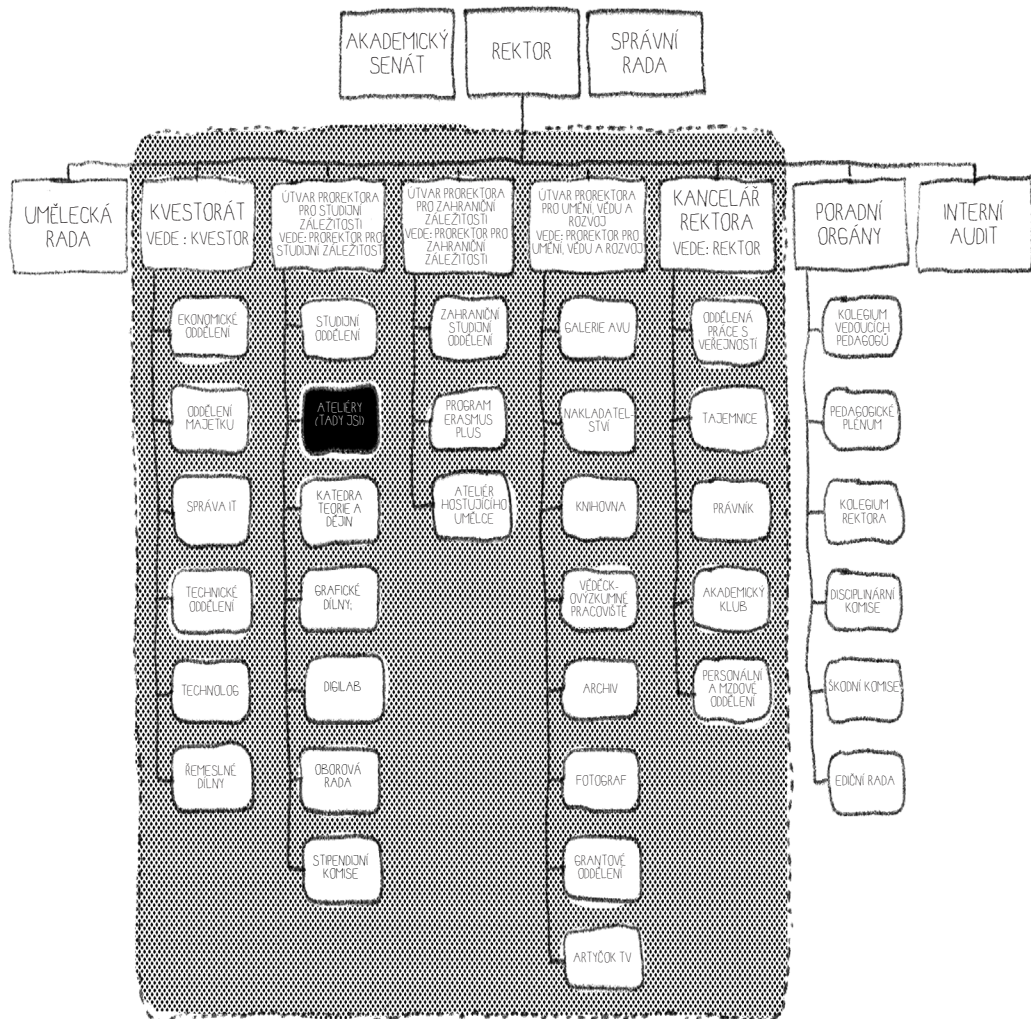 AKADEMICKÝ
SENÁT
REKTOR
SPRÁVNÍ
RADA
UMĚLECKÁ
RADA
KVESTORÁT
VEDE : KVESTOR
ÚTVAR PROREKTORA
PRO STUDIJNÍ
ZÁLEŽITOSTI
VEDE: PROREKTOR PRO
STUDIJNÍ ZÁLEŽITOST
ÚTVAR PROREKTORA
PRO ZAHRANIČNÍ
ZÁLEŽITOSTI
VEDE: PROREKTOR PRO
ZAHRANIČNÍ
ZÁLEŽITOSTI
ÚTVAR PROREKTORA
PRO UMĚNÍ, VĚDU A
ROZVOJ
VEDE: PROREKTOR PRO
UMĚNÍ, VĚDU A ROZVOJ
KANCELÁŘ
REKTORA
VEDE: REKTOR
PORADNÍ
ORGÁNY
INTERNÍ
AUDIT
EKONOMICKÉ
ODDĚLENÍ
ODDĚLENÍ
MAJETKU
SPRÁVA IT
TECHNICKÉ
ODDĚLENÍ
TECHNOLOG
ŘEMESLNÉ
DÍLNY
STUDIJNÍ
ODDĚLENÍ
ATELIÉRY
(TADY JSI)
KATEDRA
TEORIE A
DĚJIN
GRAFICKÉ
DÍLNY;
DIGILAB
OBOROVÁ
RADA
STIPENDIJNÍ
KOMISE
ZAHRANIČNÍ
STUDIJNÍ
ODDĚLENÍ
PROGRAM
ERASMUS
PLUS
ATELIÉR
HOSTUJÍCÍHO
UMĚLCE
GALERIE AVU
NAKLADATEL-
STVÍ
KNIHOVNA
VĚDĚCK-
OVÝZKUMNÉ
PRACOVIŠTĚ
ARCHIV
FOTOGRAF
GRANTOVÉ
ODDĚLENÍ
ARTYČOK TV
ODDĚLENÁ
PRÁCE S
VEŘEJNOSTÍ
TAJEMNICE
PRÁVNÍK
AKADEMICKÝ
KLUB
PERSONÁLNÍ
A MZDOVÉ
ODDĚLENÍ
KOLEGIUM
VEDOUCÍCH
PEDAGOGŮ
PEDAGOGICKÉ
PLÉNUM
KOLEGIUM
REKTORA
DISCIPLINÁRNÍ
KOMISE
ŠKODNÍ KOMISE
EDIČNÍ RADA